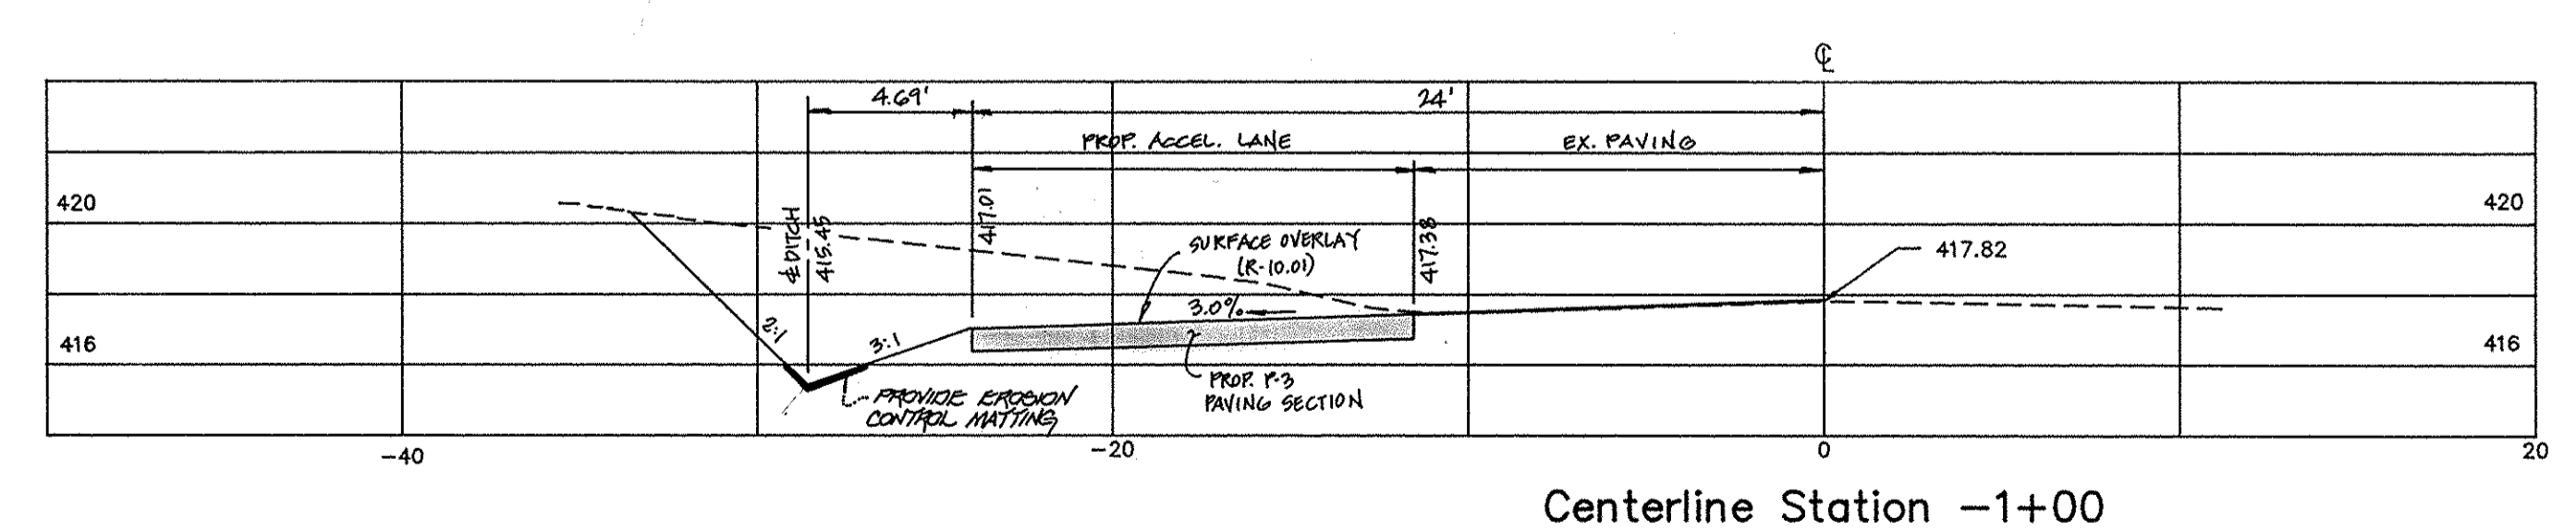 ℄
4.69'
24'
PROP. ACCEL. LANE
EX. PAVING
420
℄ DITCH
415.45
417.01
SURFACE OVERLAY
(R-10.01)
417.38
417.82
420
3.0%
416
2:1
3:1
416
PROP. P-3
PAVING SECTION
PROVIDE EROSION
CONTROL MATTING
-40
-20
0
20
Centerline Station -1+00